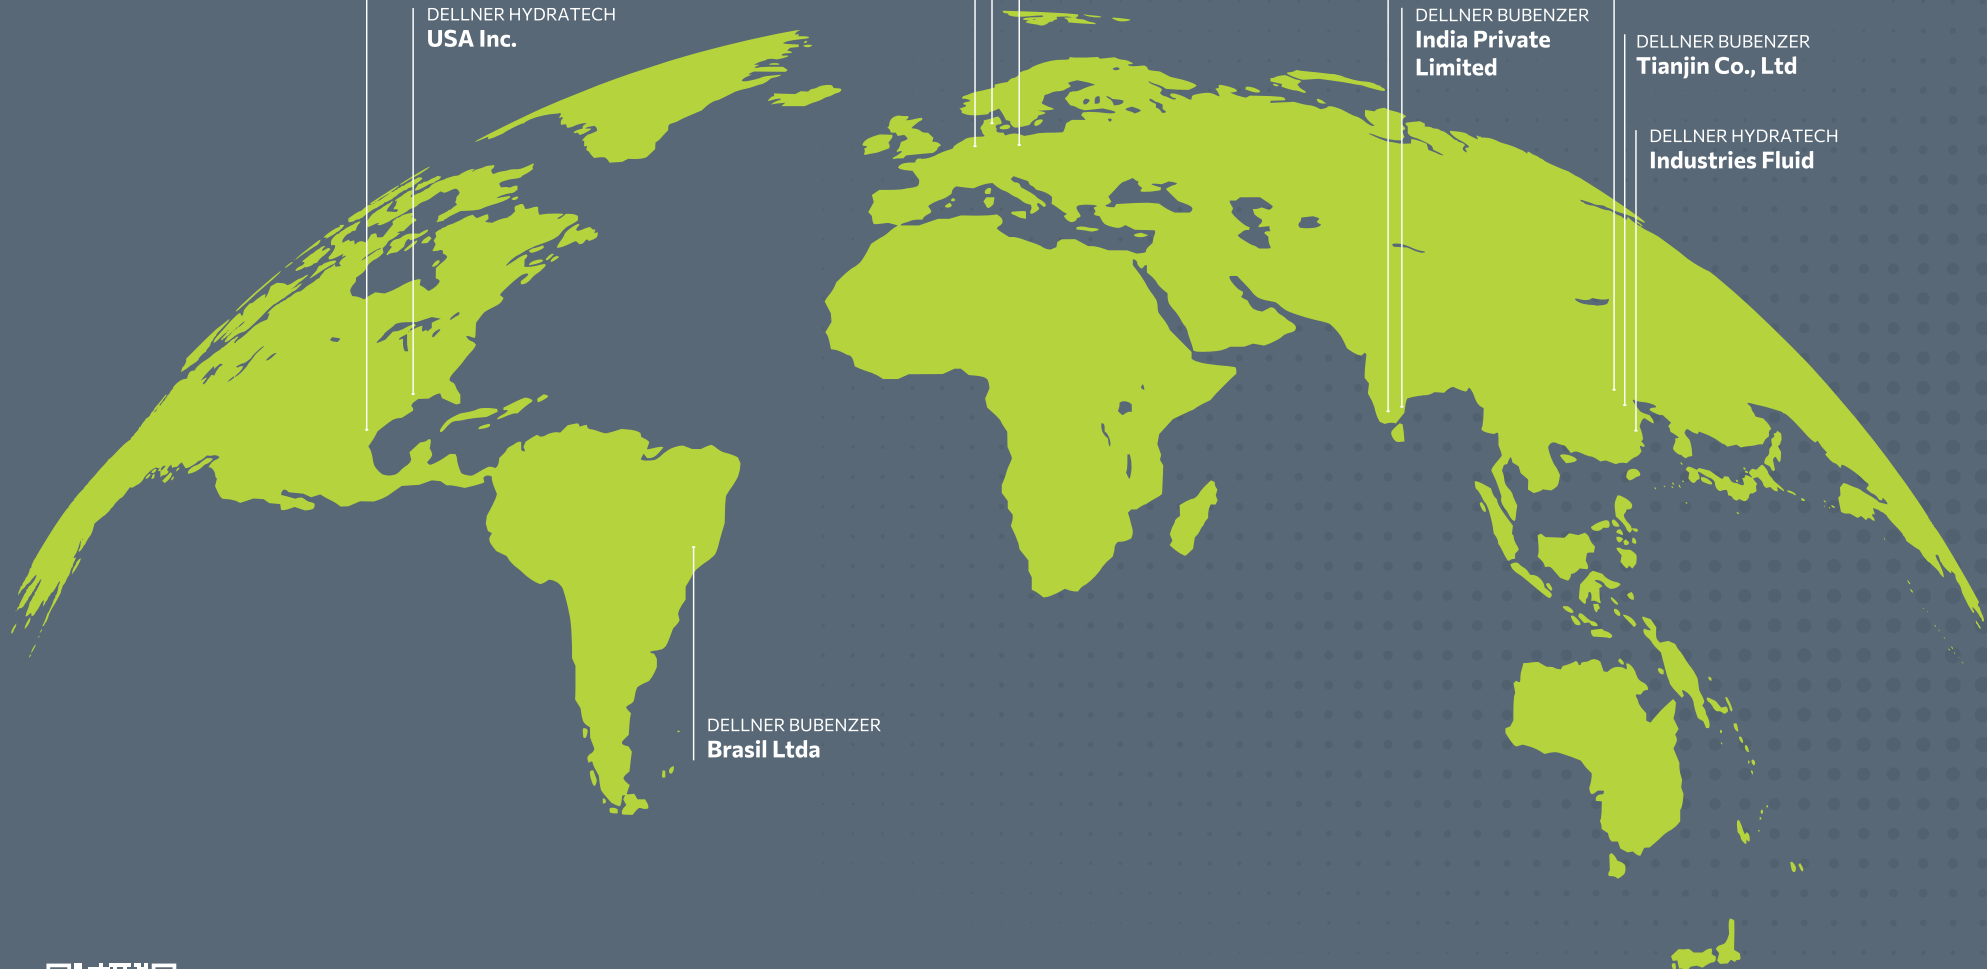 DELLNER HYDRATECH
USA Inc.
DELLNER BUBENZER
India Private
Limited
DELLNER BUBENZER
Tianjin Co., Ltd
DELLNER HYDRATECH
Industries Fluid
DELLNER BUBENZER
Brasil Ltda